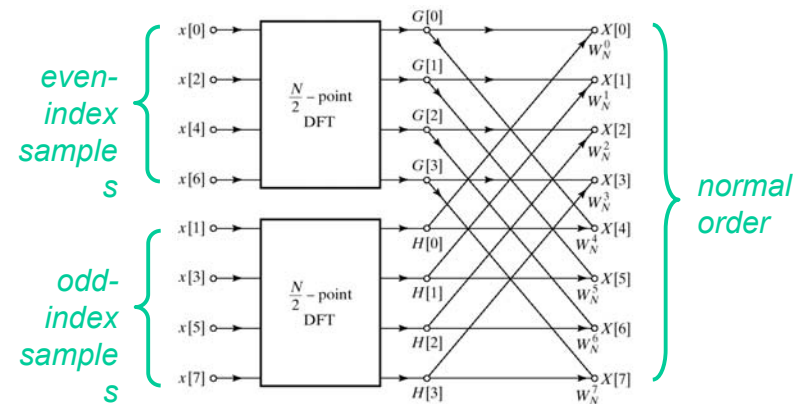 even-
index
sample
s
odd-
index
sample
s
x[0]
x[2]
x[4]
x[6]
x[1]
x[3]
x[5]
x[7]
N/2 – point
DFT
N/2 – point
DFT
G[0]
G[1]
G[2]
G[3]
H[0]
H[1]
H[2]
H[3]
W_N^0
W_N^1
W_N^2
W_N^3
W_N^4
W_N^5
W_N^6
W_N^7
X[0]
X[1]
X[2]
X[3]
X[4]
X[5]
X[6]
X[7]
normal
order